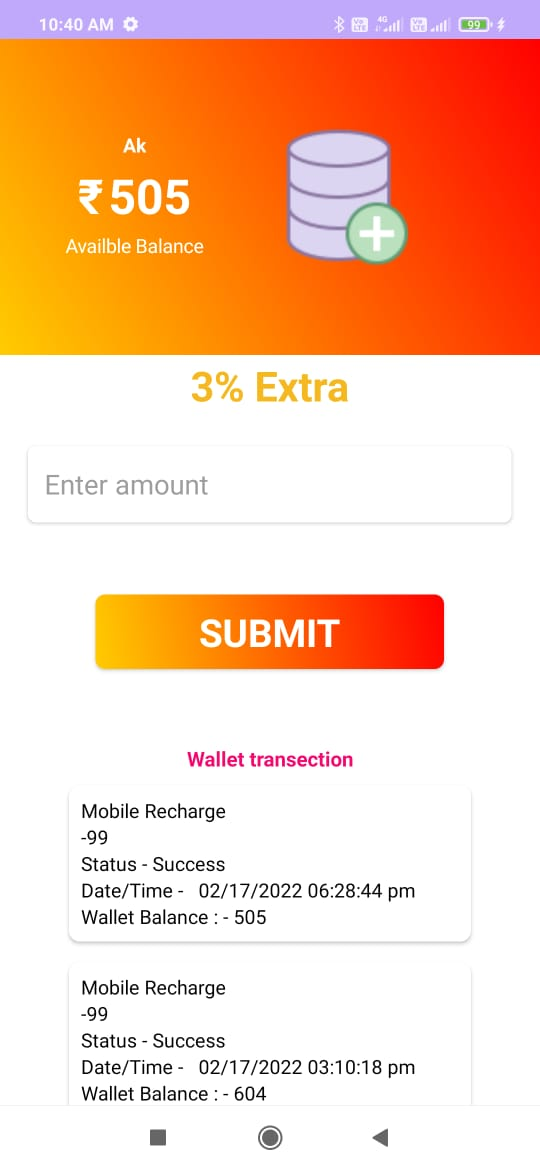 10:40 AM
4G
99
Ak
₹505
Availble Balance
3% Extra
Enter amount
SUBMIT
Wallet transection
Mobile Recharge
-99
Status - Success
Date/Time -   02/17/2022 06:28:44 pm
Wallet Balance : - 505
Mobile Recharge
-99
Status - Success
Date/Time -   02/17/2022 03:10:18 pm
Wallet Balance : - 604